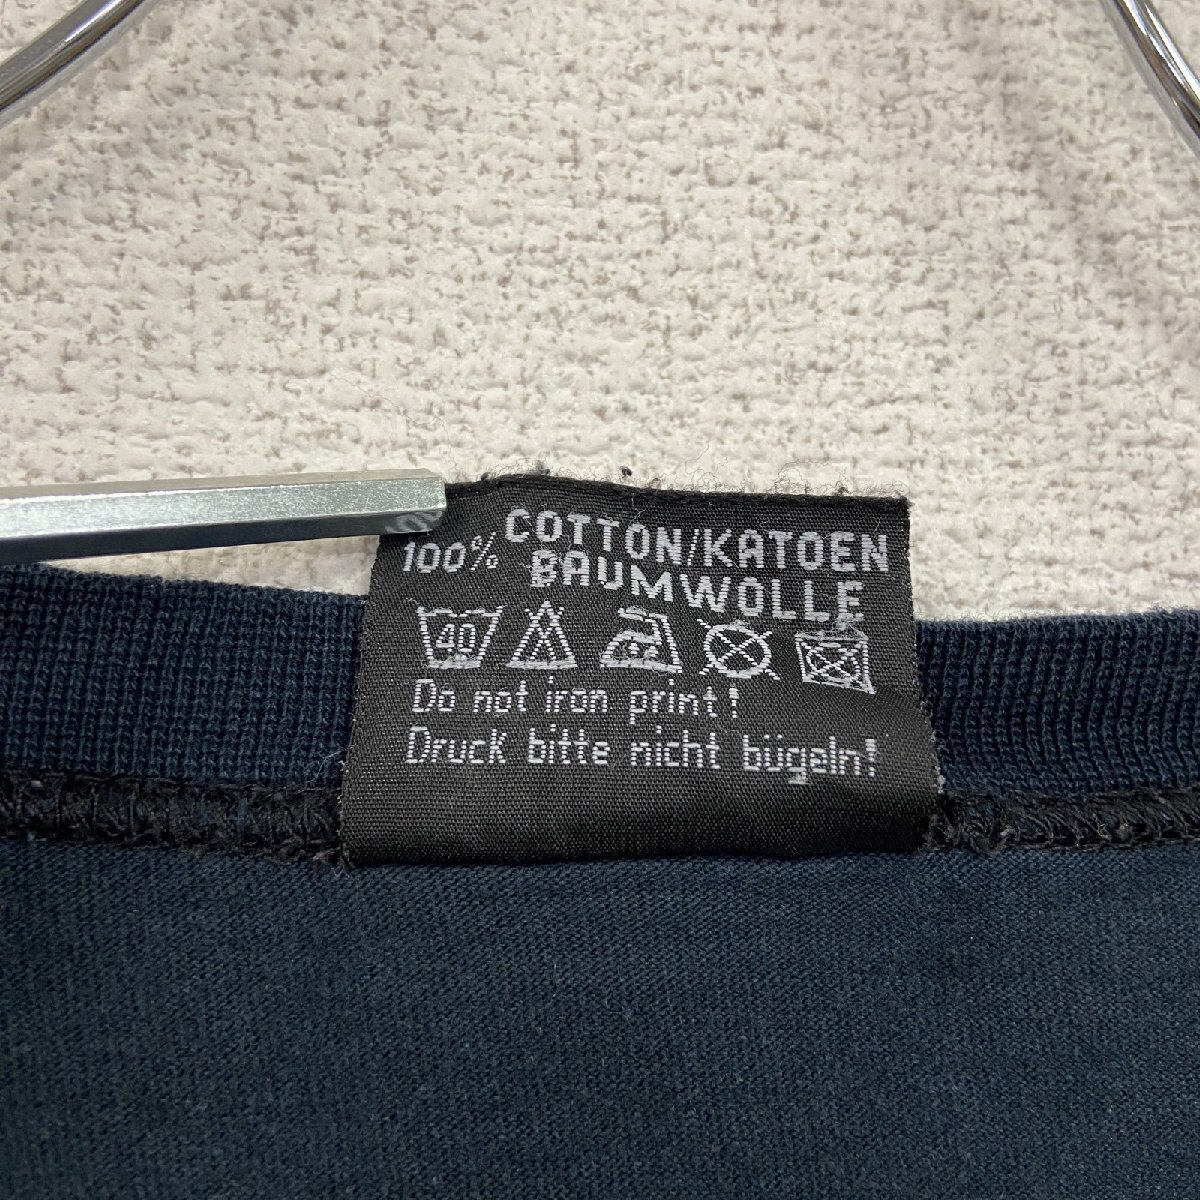 100% COTTON/KATOEN
BAUMWOLLE
40
Do not iron print!
Druck bitte nicht bügeln!